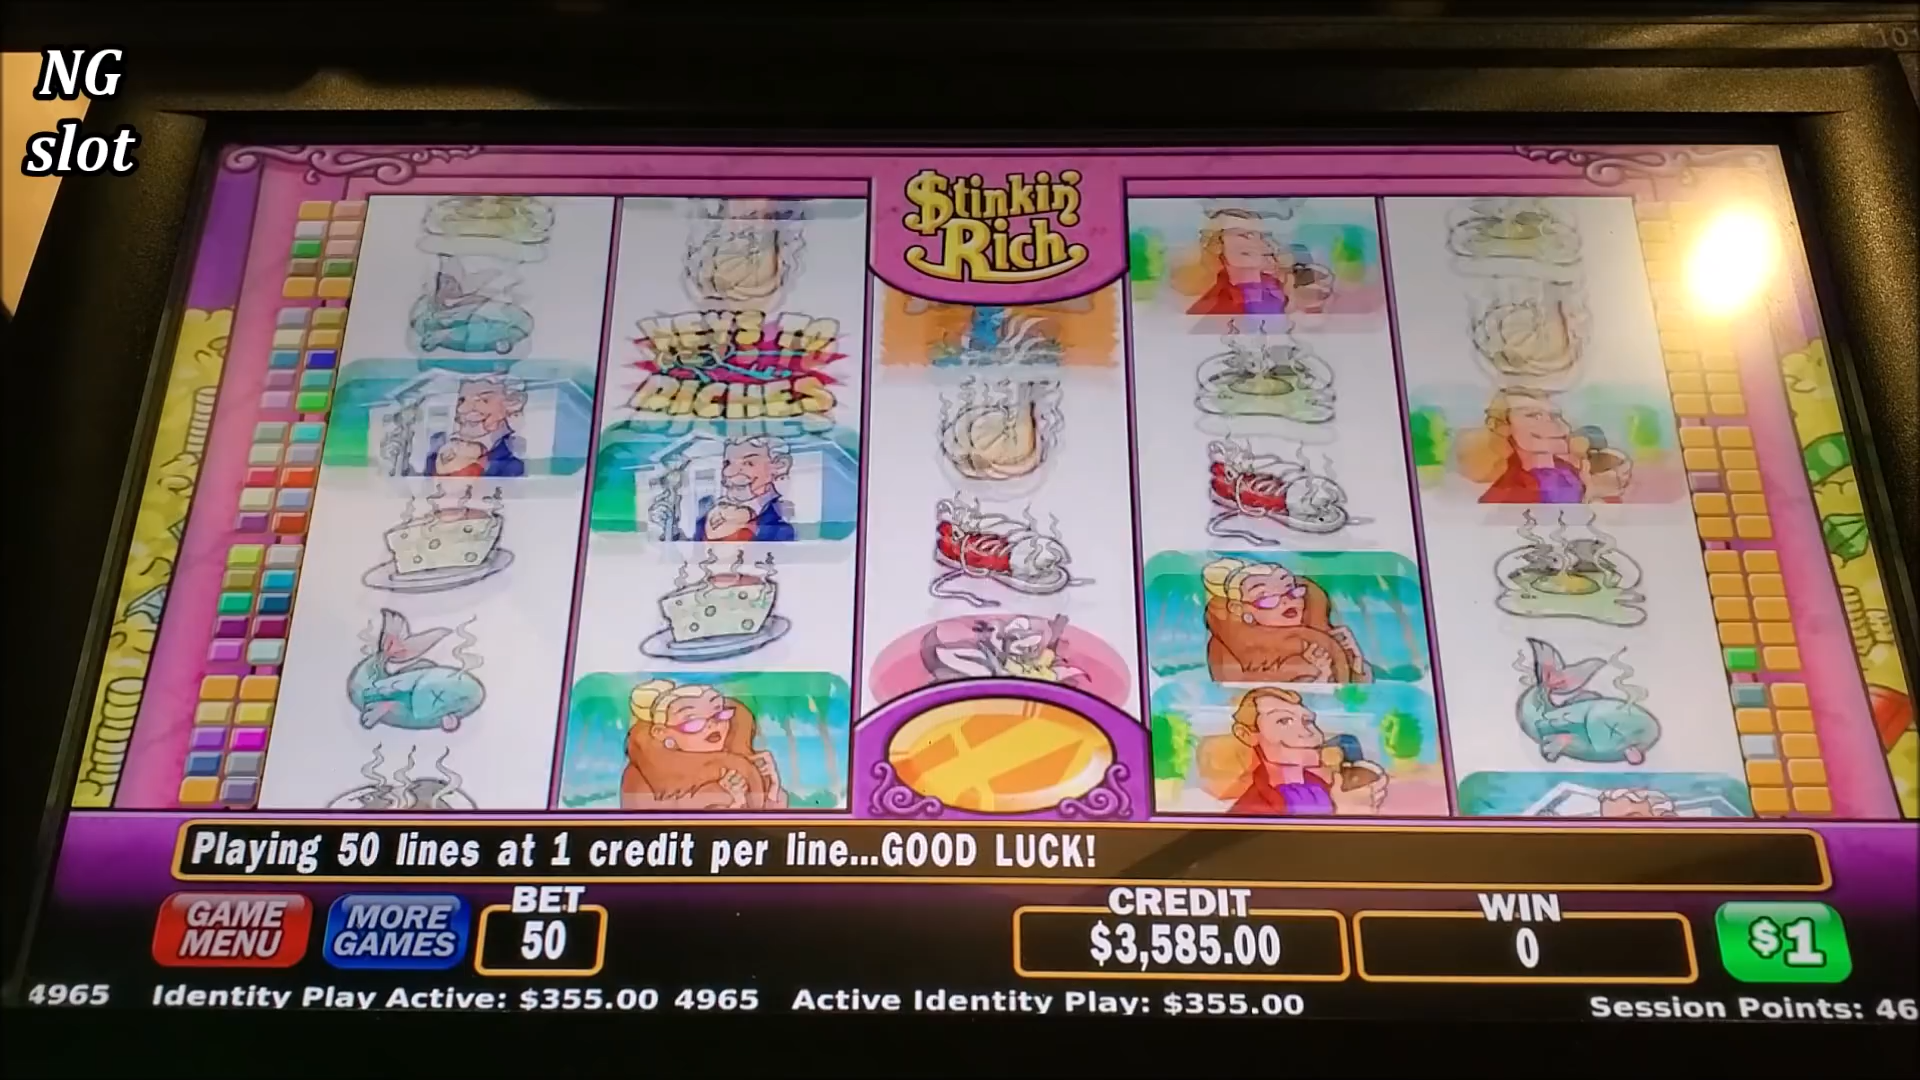 NG
slot
$tinkin'
Rich
KEYS TO
RICHES
Playing 50 lines at 1 credit per line...GOOD LUCK!
GAME
MENU
MORE
GAMES
BET
50
CREDIT
$3,585.00
WIN
0
$1
4965 Identity Play Active: $355.00 4965 Active Identity Play: $355.00 Session Points: 46